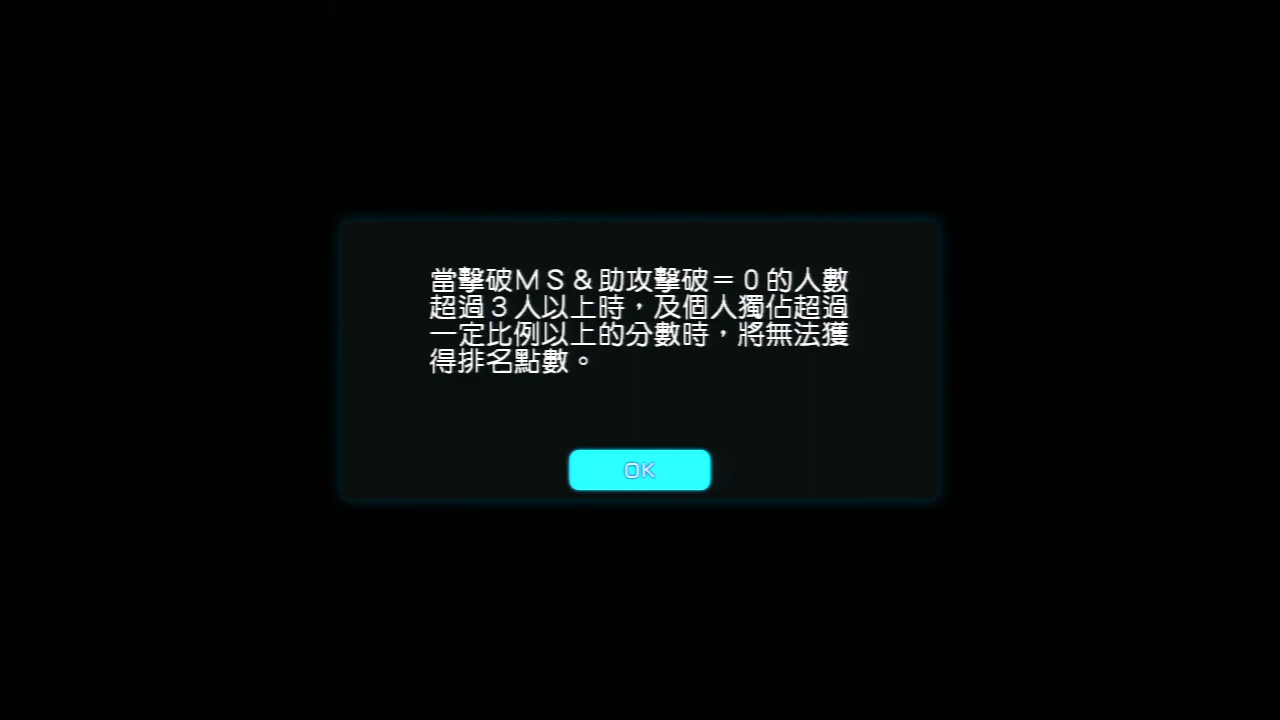 當擊破ＭＳ＆助攻擊破＝０的人數
超過３人以上時，及個人獨佔超過
一定比例以上的分數時，將無法獲
得排名點數。
OK